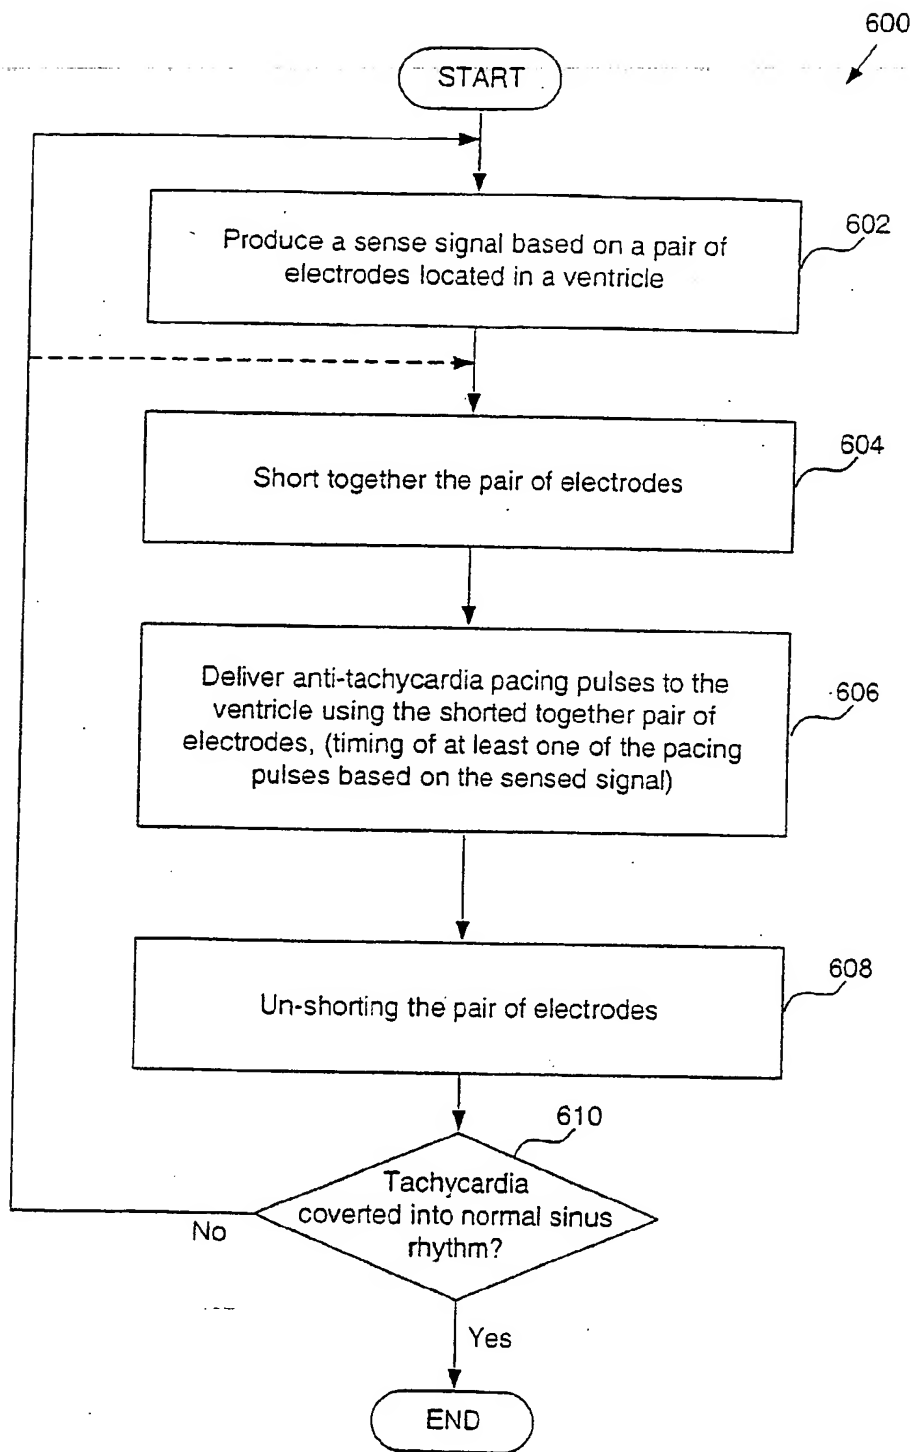 600
START
Produce a sense signal based on a pair of
electrodes located in a ventricle
602
Short together the pair of electrodes
604
Deliver anti-tachycardia pacing pulses to the
ventricle using the shorted together pair of
electrodes, (timing of at least one of the pacing
pulses based on the sensed signal)
606
Un-shorting the pair of electrodes
608
610
Tachycardia
coverted into normal sinus
rhythm?
No
Yes
END